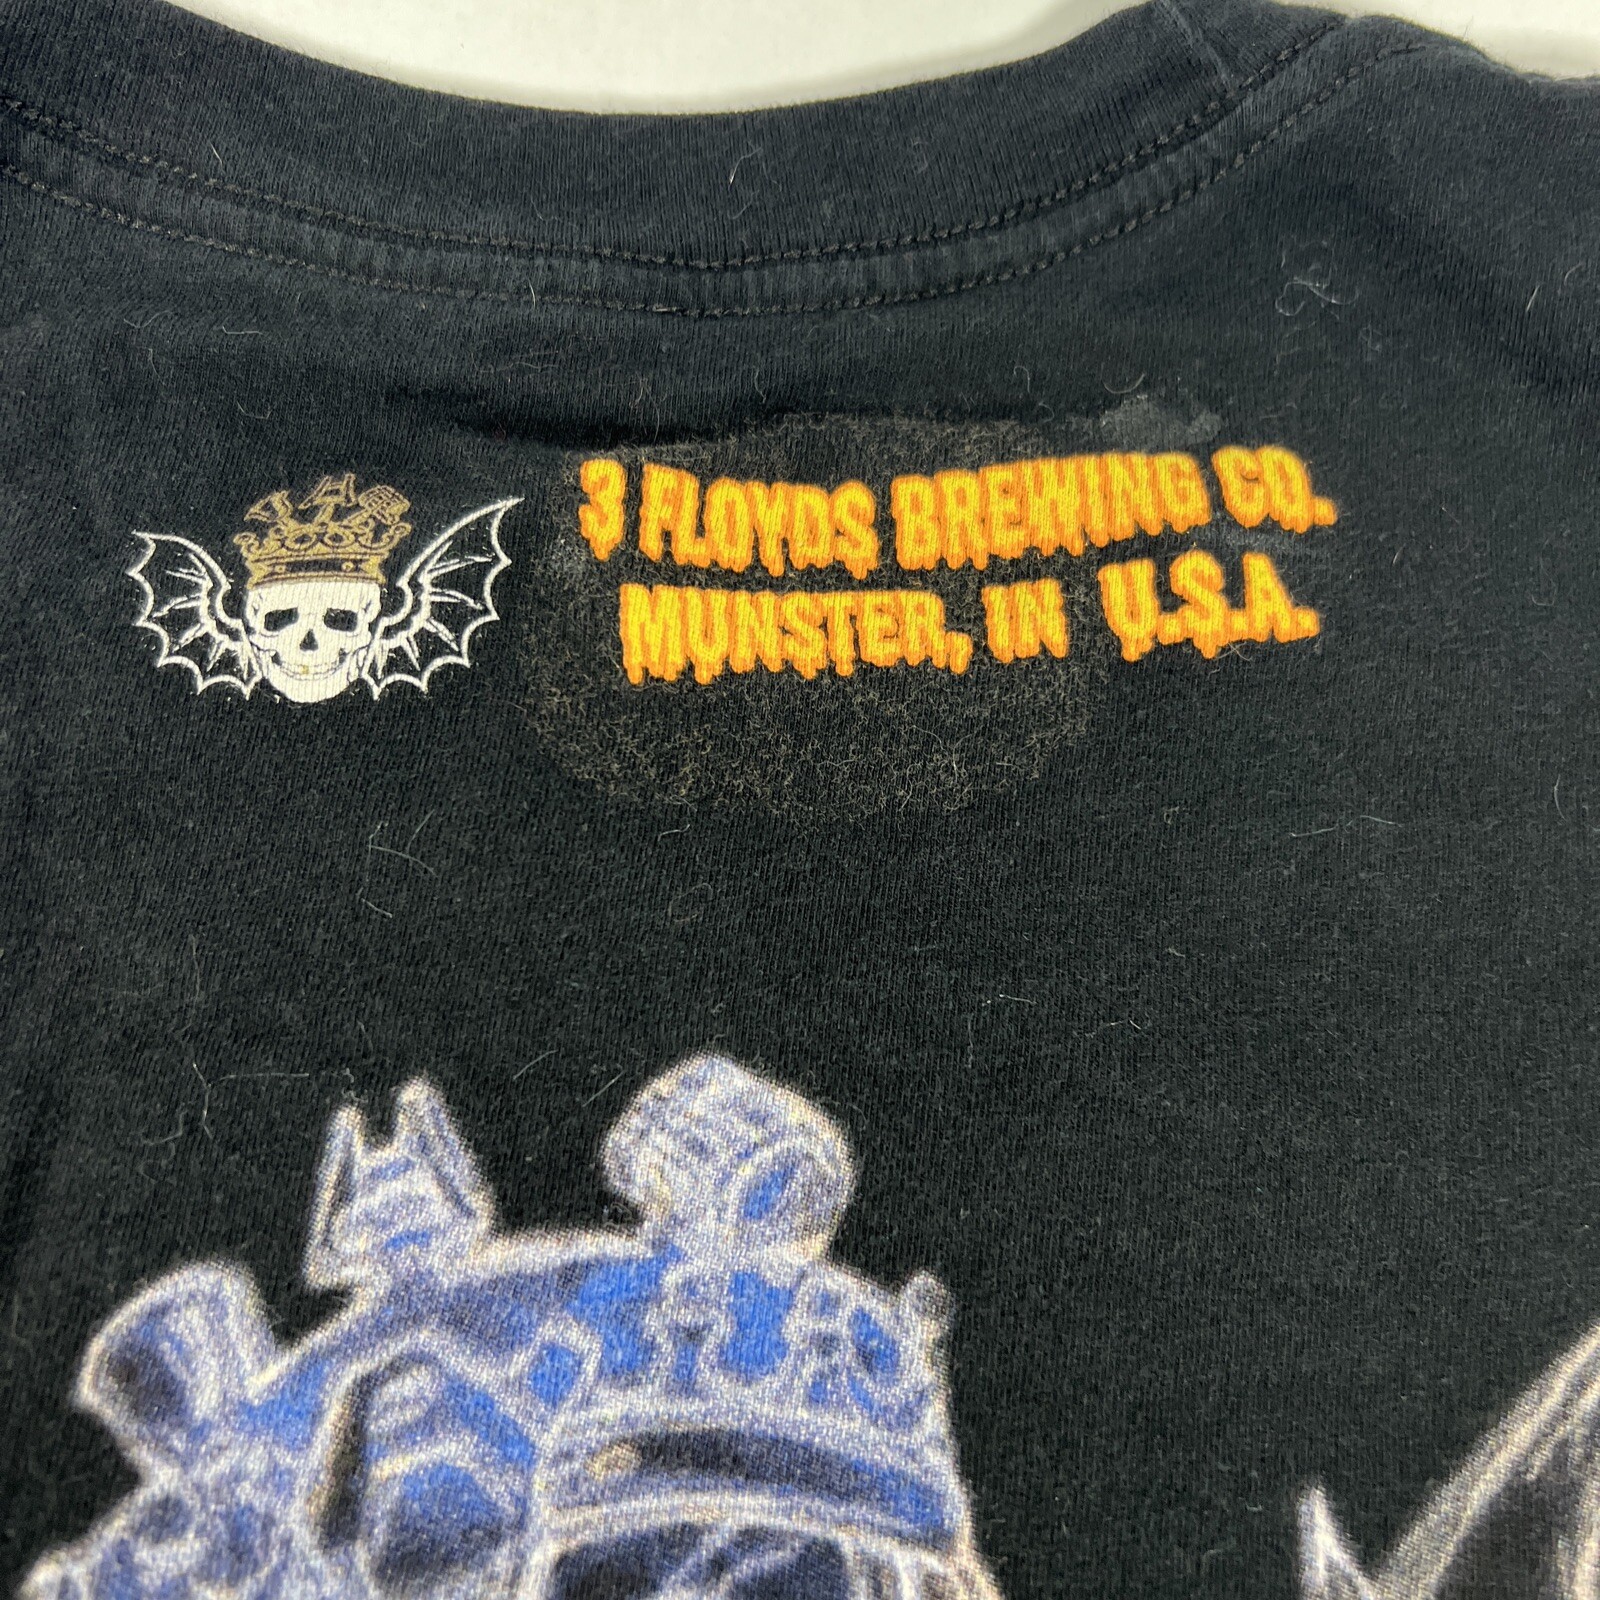 3 FLOYDS BREWING CO.
MUNSTER, IN U.S.A.